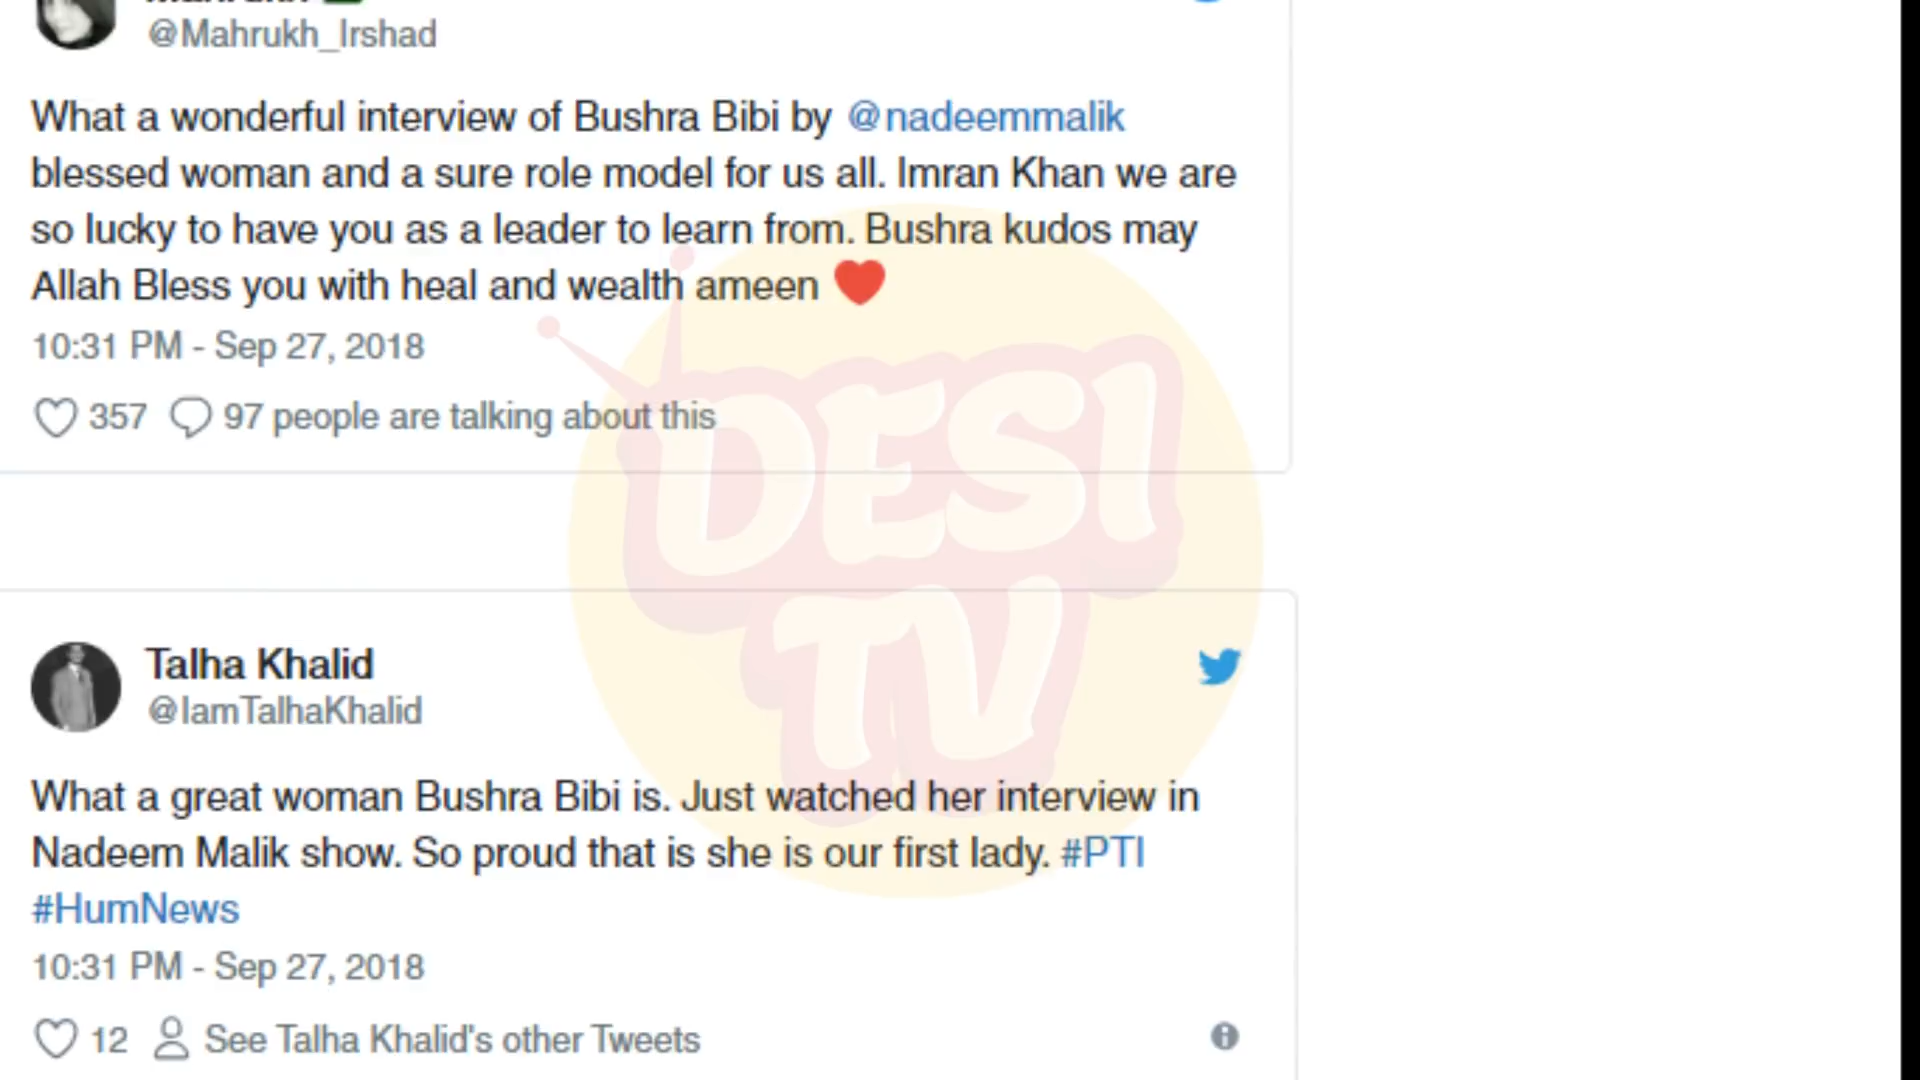 @Mahrukh_Irshad
What a wonderful interview of Bushra Bibi by @nadeemmalik
blessed woman and a sure role model for us all. Imran Khan we are
so lucky to have you as a leader to learn from. Bushra kudos may
Allah Bless you with heal and wealth ameen ❤
10:31 PM - Sep 27, 2018
357 97 people are talking about this
DESI
TV
Talha Khalid
@IamTalhaKhalid
What a great woman Bushra Bibi is. Just watched her interview in
Nadeem Malik show. So proud that is she is our first lady. #PTI
#HumNews
10:31 PM - Sep 27, 2018
12 See Talha Khalid's other Tweets